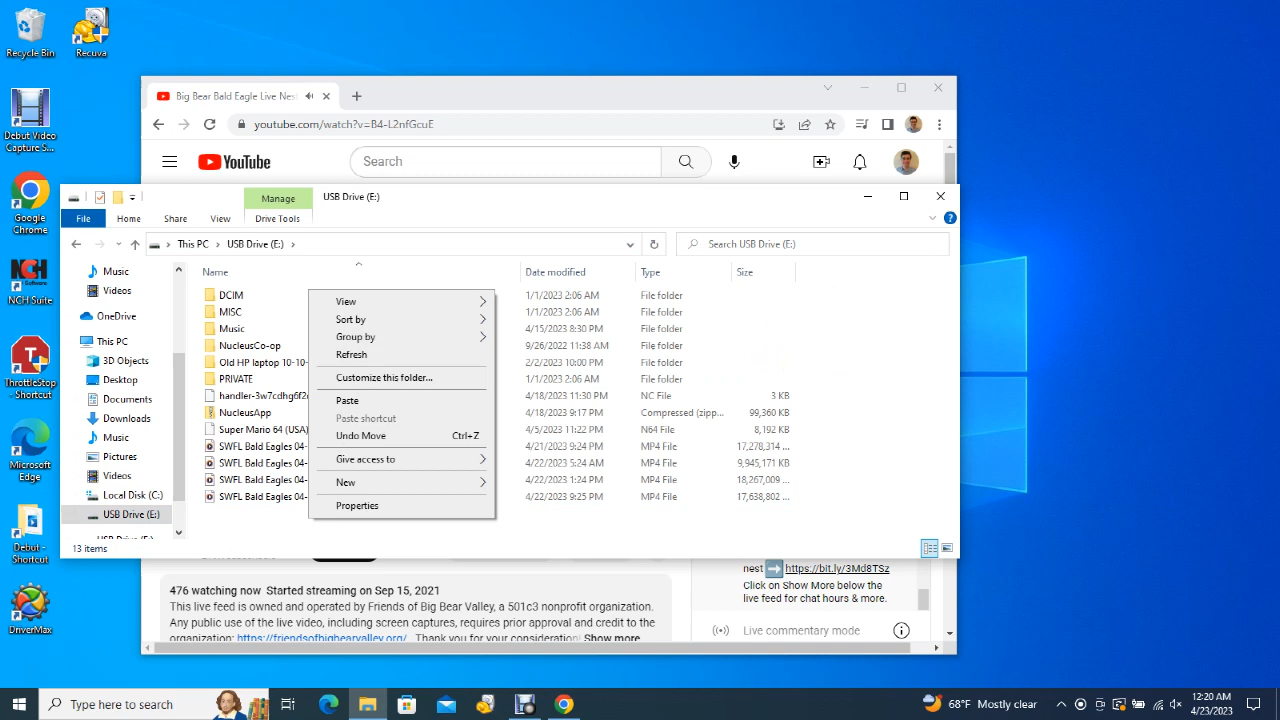 Recycle Bin
Recuva
Debut Video
Capture S...
Google
Chrome
NCH
Software
NCH Suite
ThrottleStop
- Shortcut
Microsoft
Edge
Debut -
Shortcut
DriverMax
Big Bear Bald Eagle Live Nes
youtube.com/watch?v=B4-L2nfGcuE
YouTube
Search
Manage
USB Drive (E:)
File
Home
Share
View
Drive Tools
This PC
USB Drive (E:)
Search USB Drive (E:)
Name
Date modified
Type
Size
Music
Videos
OneDrive
This PC
3D Objects
Desktop
Documents
Downloads
Music
Pictures
Videos
Local Disk (C:)
USB Drive (E:)
USB Drive (E:)
DCIM 1/1/2023 2:06 AM File folder
MISC 1/1/2023 2:06 AM File folder
Music 4/15/2023 8:30 PM File folder
NucleusCo-op 9/26/2022 11:38 AM File folder
Old HP laptop 10-10- 2/2/2023 10:00 PM File folder
PRIVATE 1/1/2023 2:06 AM File folder
handler-3w7cdhg6f2 4/18/2023 11:30 PM NC File 3 KB
NucleusApp 4/18/2023 9:17 PM Compressed (zipp... 99,360 KB
Super Mario 64 (USA) 4/5/2023 11:22 PM N64 File 8,192 KB
SWFL Bald Eagles 04- 4/21/2023 9:24 PM MP4 File 17,278,314 ...
SWFL Bald Eagles 04- 4/22/2023 5:24 AM MP4 File 9,945,171 KB
SWFL Bald Eagles 04- 4/22/2023 1:24 PM MP4 File 18,267,009 ...
SWFL Bald Eagles 04- 4/22/2023 9:25 PM MP4 File 17,638,802 ...
View
Sort by
Group by
Refresh
Customize this folder...
Paste
Paste shortcut
Undo Move Ctrl+Z
Give access to
New
Properties
13 items
476 watching now Started streaming on Sep 15, 2021
This live feed is owned and operated by Friends of Big Bear Valley, a 501c3 nonprofit organization.
Any public use of the live video, including screen captures, requires prior approval and credit to the
organization: https://friendsofbigbearvalley.org/ . Thank you for your consideration! Show more
nest ➡️ https://bit.ly/3Md8TSz
Click on Show More below the
live feed for chat hours & more.
Live commentary mode
Type here to search
68°F Mostly clear
12:20 AM
4/23/2023